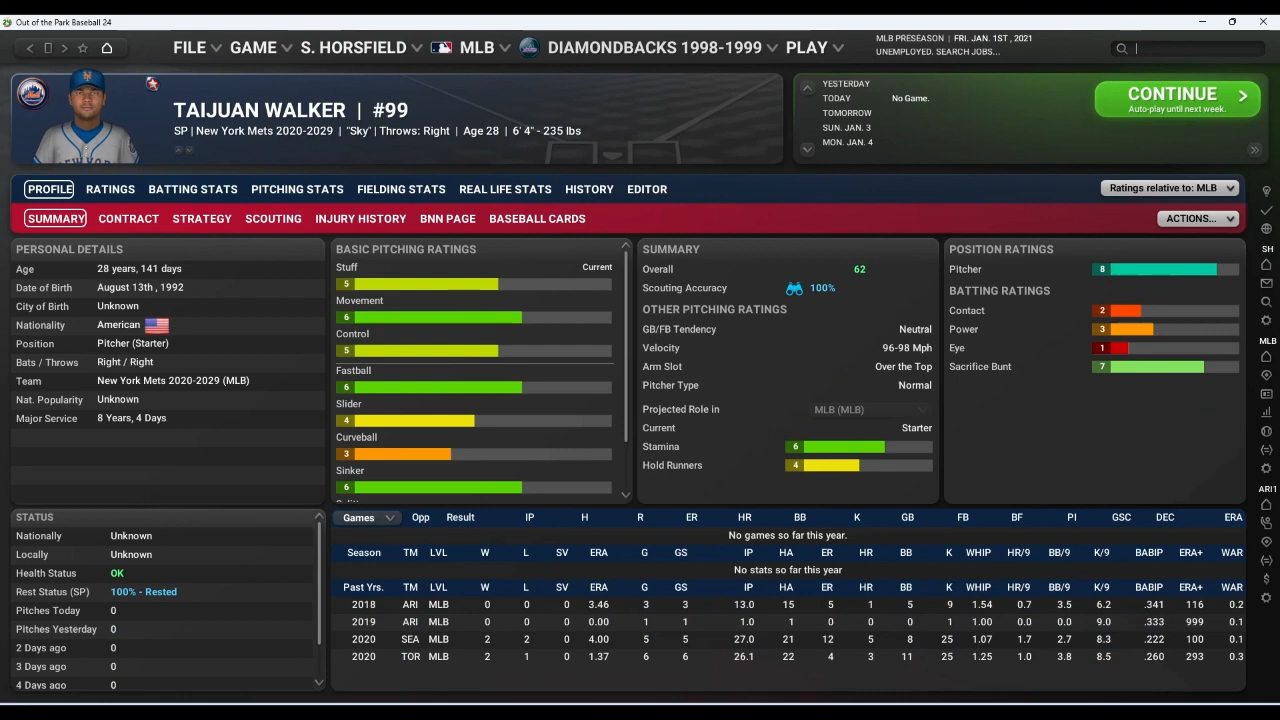 Out of the Park Baseball 24
FILE GAME S. HORSFIELD MLB DIAMONDBACKS 1998-1999 PLAY
MLB PRESEASON | FRI. JAN. 1ST , 2021
UNEMPLOYED. SEARCH JOBS...
TAIJUAN WALKER | #99
SP | New York Mets 2020-2029 | "Sky" | Throws: Right | Age 28 | 6' 4" - 235 lbs
YESTERDAY
TODAY No Game.
TOMORROW
SUN. JAN. 3
MON. JAN. 4
CONTINUE
Auto-play until next week.
PROFILE RATINGS BATTING STATS PITCHING STATS FIELDING STATS REAL LIFE STATS HISTORY EDITOR
Ratings relative to: MLB
SUMMARY CONTRACT STRATEGY SCOUTING INJURY HISTORY BNN PAGE BASEBALL CARDS
ACTIONS...
PERSONAL DETAILS
Age 28 years, 141 days
Date of Birth August 13th , 1992
City of Birth Unknown
Nationality American
Position Pitcher (Starter)
Bats / Throws Right / Right
Team New York Mets 2020-2029 (MLB)
Nat. Popularity Unknown
Major Service 8 Years, 4 Days
BASIC PITCHING RATINGS
Stuff Current
5
Movement
6
Control
5
Fastball
6
Slider
4
Curveball
3
Sinker
6
SUMMARY
Overall 62
Scouting Accuracy 100%
OTHER PITCHING RATINGS
GB/FB Tendency Neutral
Velocity 96-98 Mph
Arm Slot Over the Top
Pitcher Type Normal
Projected Role in MLB (MLB)
Current Starter
Stamina 6
Hold Runners 4
POSITION RATINGS
Pitcher 8
BATTING RATINGS
Contact 2
Power 3
Eye 1
Sacrifice Bunt 7
SH
MLB
ARI1
STATUS
Nationally Unknown
Locally Unknown
Health Status OK
Rest Status (SP) 100% - Rested
Pitches Today 0
Pitches Yesterday 0
2 Days ago 0
3 Days ago 0
4 Days ago 0
Games Opp Result IP H R ER HR BB K GB FB BF PI GSC DEC ERA
No games so far this year.
Season TM LVL W L SV ERA G GS IP HA ER HR BB K WHIP HR/9 BB/9 K/9 BABIP ERA+ WAR
No stats so far this year
Past Yrs. TM LVL W L SV ERA G GS IP HA ER HR BB K WHIP HR/9 BB/9 K/9 BABIP ERA+ WAR
2018 ARI MLB 0 0 0 3.46 3 3 13.0 15 5 1 5 9 1.54 0.7 3.5 6.2 .341 116 0.2
2019 ARI MLB 0 0 0 0.00 1 1 1.0 1 0 0 0 1 1.00 0.0 0.0 9.0 .333 999 0.1
2020 SEA MLB 2 2 0 4.00 5 5 27.0 21 12 5 8 25 1.07 1.7 2.7 8.3 .222 100 0.1
2020 TOR MLB 2 1 0 1.37 6 6 26.1 22 4 3 11 25 1.25 1.0 3.8 8.5 .260 293 0.3